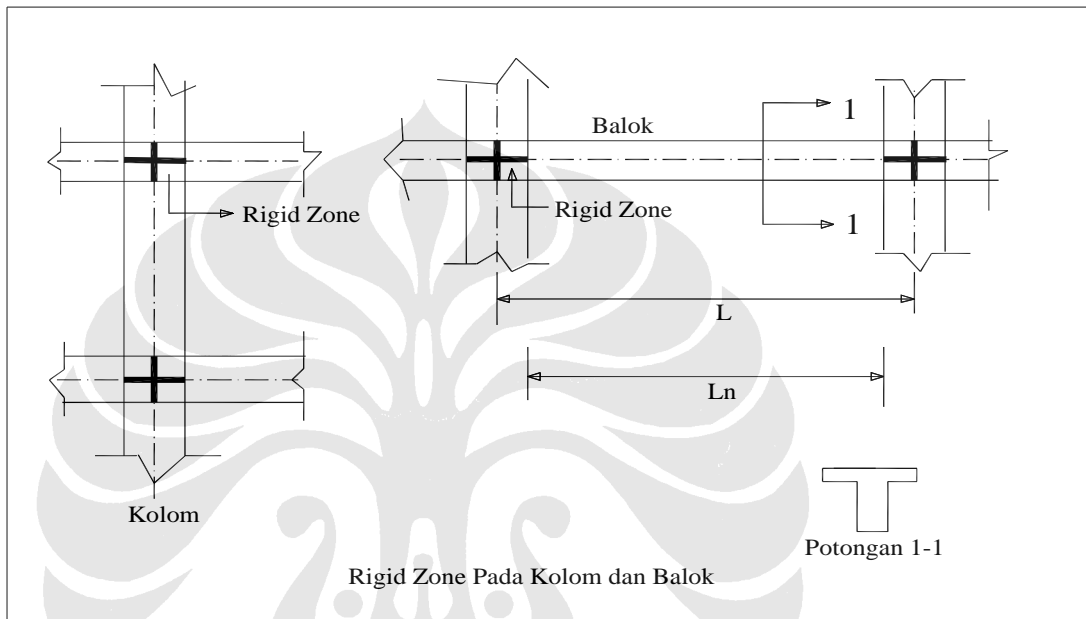 Rigid Zone
Kolom
Balok
Rigid Zone
1
1
L
Ln
Potongan 1-1
Rigid Zone Pada Kolom dan Balok